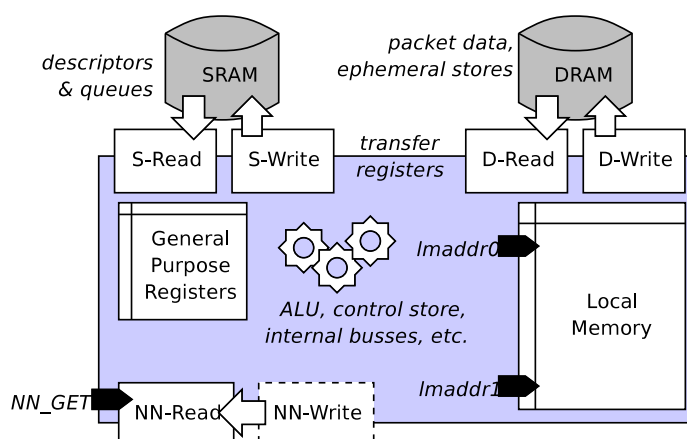 descriptors
& queues
SRAM
packet data,
ephemeral stores
DRAM
S-Read
S-Write
transfer
registers
D-Read
D-Write
General
Purpose
Registers
lmaddr0
ALU, control store,
internal busses, etc.
Local
Memory
lmaddr1
NN_GET
NN-Read
NN-Write